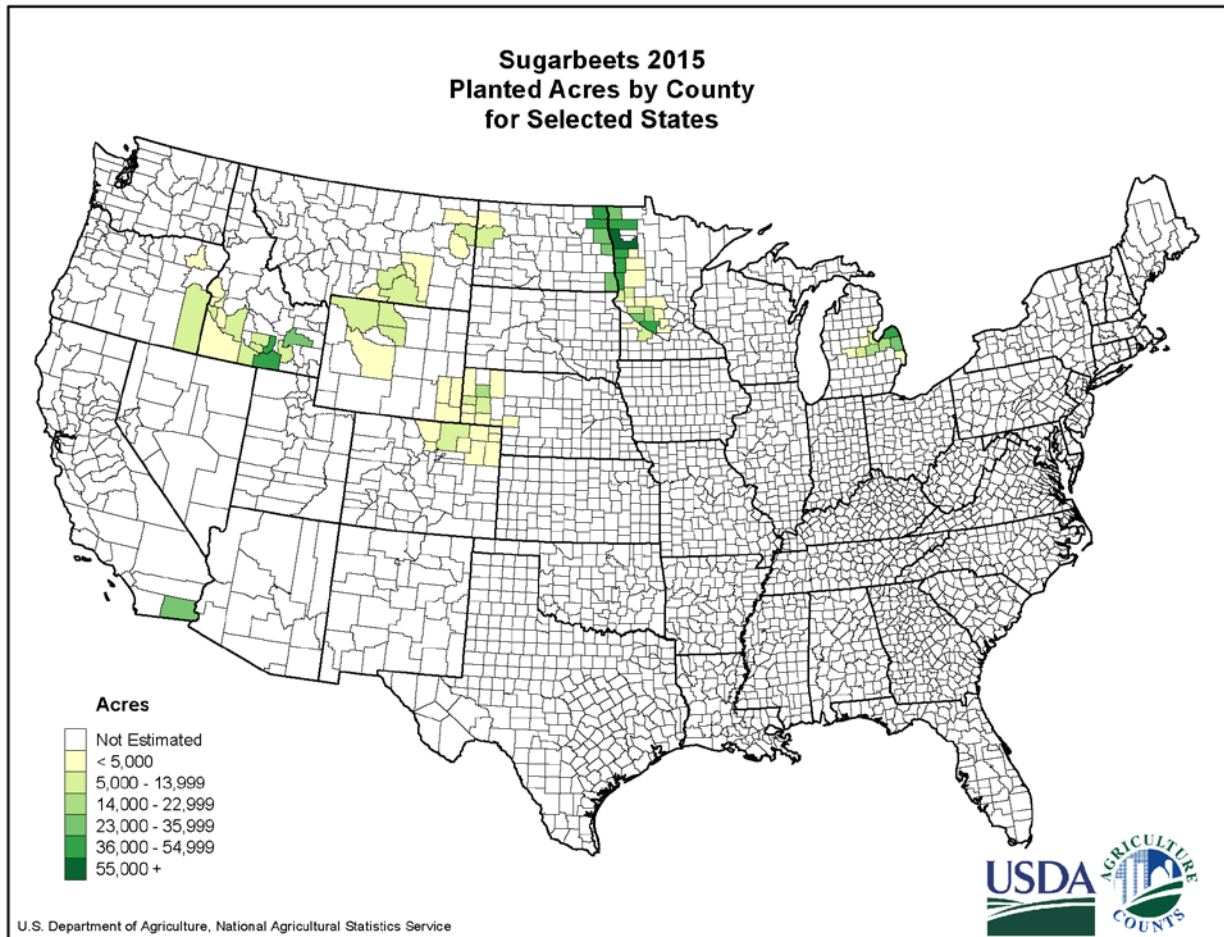 Sugarbeets 2015
Planted Acres by County
for Selected States
Acres
Not Estimated
< 5,000
5,000 - 13,999
14,000 - 22,999
23,000 - 35,999
36,000 - 54,999
55,000 +
USDA
AGRICULTURE
COUNTS
U.S. Department of Agriculture, National Agricultural Statistics Service